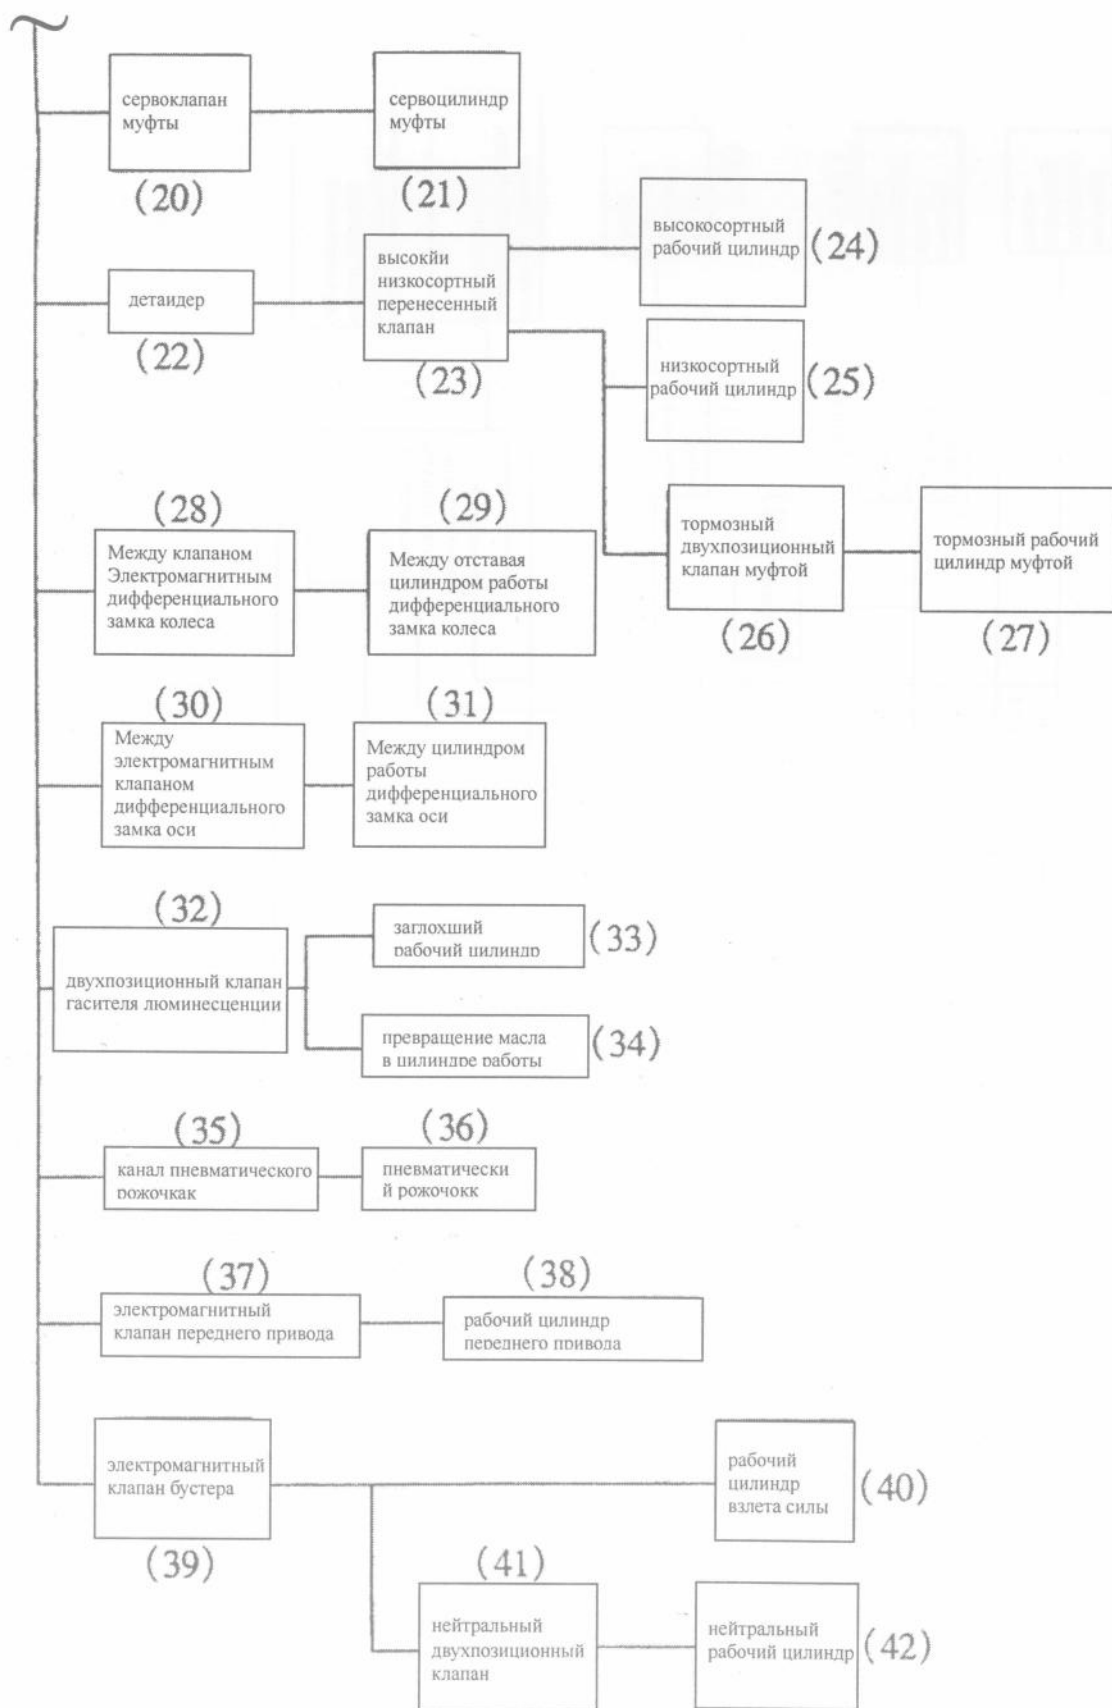 сервоклапан
муфты
(20)
сервоцилиндр
муфты
(21)
высокосортный
рабочий цилиндр
(24)
детаидер
(22)
высокйи
низкосортный
перенесенный
клапан
(23)
низкосортный
рабочий цилиндр
(25)
тормозный
двухпозиционный
клапан муфтой
(26)
тормозный рабочий
цилиндр муфтой
(27)
(28)
Между клапаном
Электромагнитным
дифференциального
замка колеса
(29)
Между отставая
цилиндром работы
дифференциального
замка колеса
(30)
Между
электромагнитным
клапаном
дифференциального
замка оси
(31)
Между цилиндром
работы
дифференциального
замка оси
(32)
двухпозиционный клапан
гасителя люминесценции
заглохший
рабочий цилиндр
(33)
превращение масла
в цилиндре работы
(34)
(35)
канал пневматического
рожочкак
(36)
пневматически
й рожочокк
(37)
электромагнитный
клапан переднего привода
(38)
рабочий цилиндр
переднего привода
электромагнитный
клапан бустера
(39)
рабочий
цилиндр
взлета силы
(40)
(41)
нейтральный
двухпозиционный
клапан
нейтральный
рабочий цилиндр
(42)